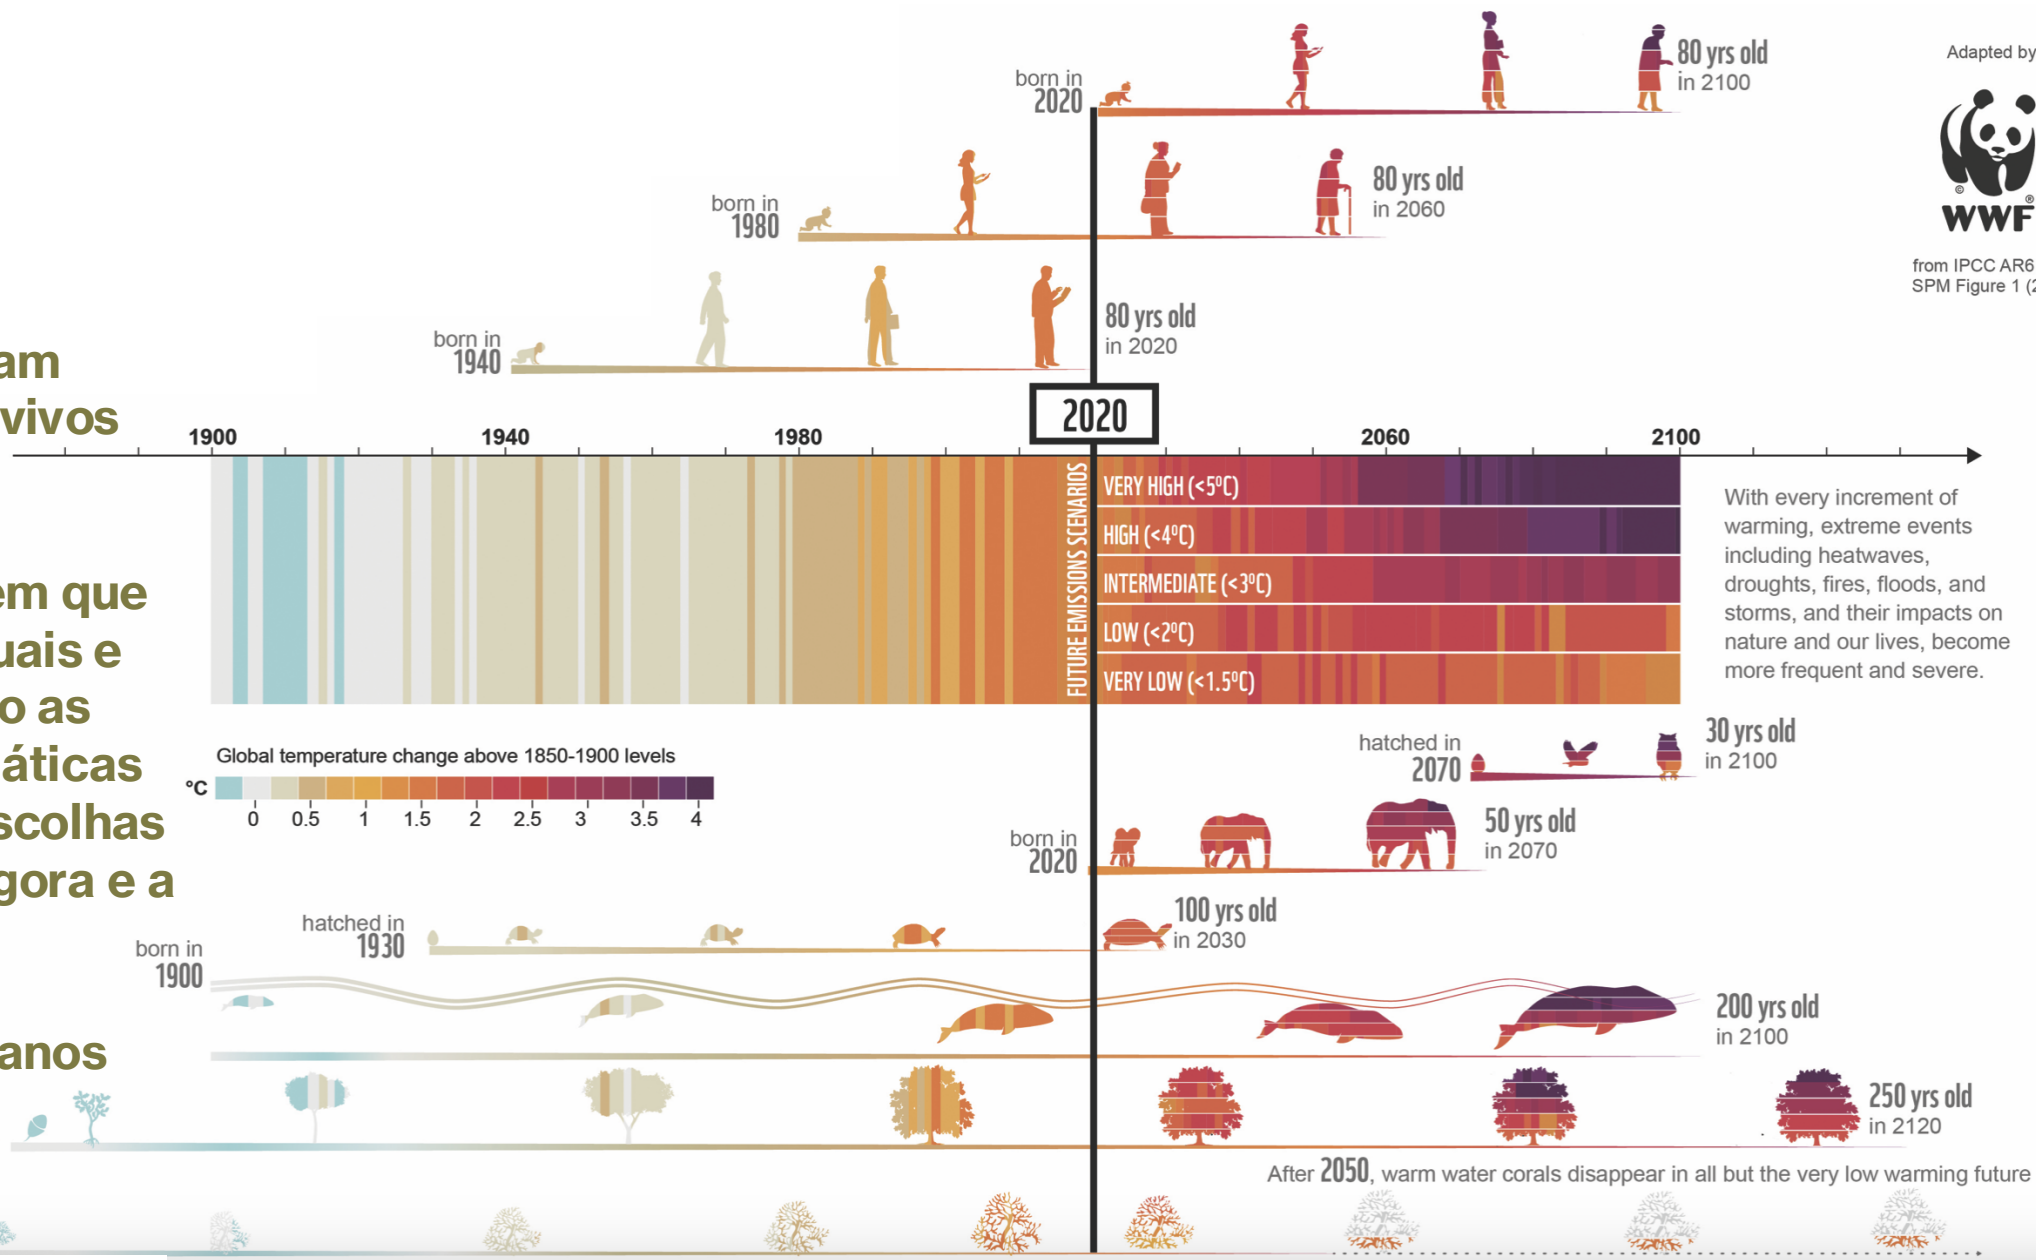 born in
2020
80 yrs old
in 2100
Adapted by
©
WWF
®
from IPCC AR6
SPM Figure 1 (2
born in
1980
80 yrs old
in 2060
born in
1940
80 yrs old
in 2020
am
vivos
em que
uais e
o as
áticas
scolhas
gora e a
anos
2020
1900
1940
1980
2060
2100
FUTURE EMISSIONS SCENARIOS
VERY HIGH (<5ºC)
HIGH (<4ºC)
INTERMEDIATE (<3ºC)
LOW (<2ºC)
VERY LOW (<1.5ºC)
With every increment of
warming, extreme events
including heatwaves,
droughts, fires, floods, and
storms, and their impacts on
nature and our lives, become
more frequent and severe.
Global temperature change above 1850-1900 levels
ºC
0 0.5 1 1.5 2 2.5 3 3.5 4
hatched in
2070
30 yrs old
in 2100
born in
2020
50 yrs old
in 2070
hatched in
1930
100 yrs old
in 2030
born in
1900
200 yrs old
in 2100
250 yrs old
in 2120
After 2050, warm water corals disappear in all but the very low warming future